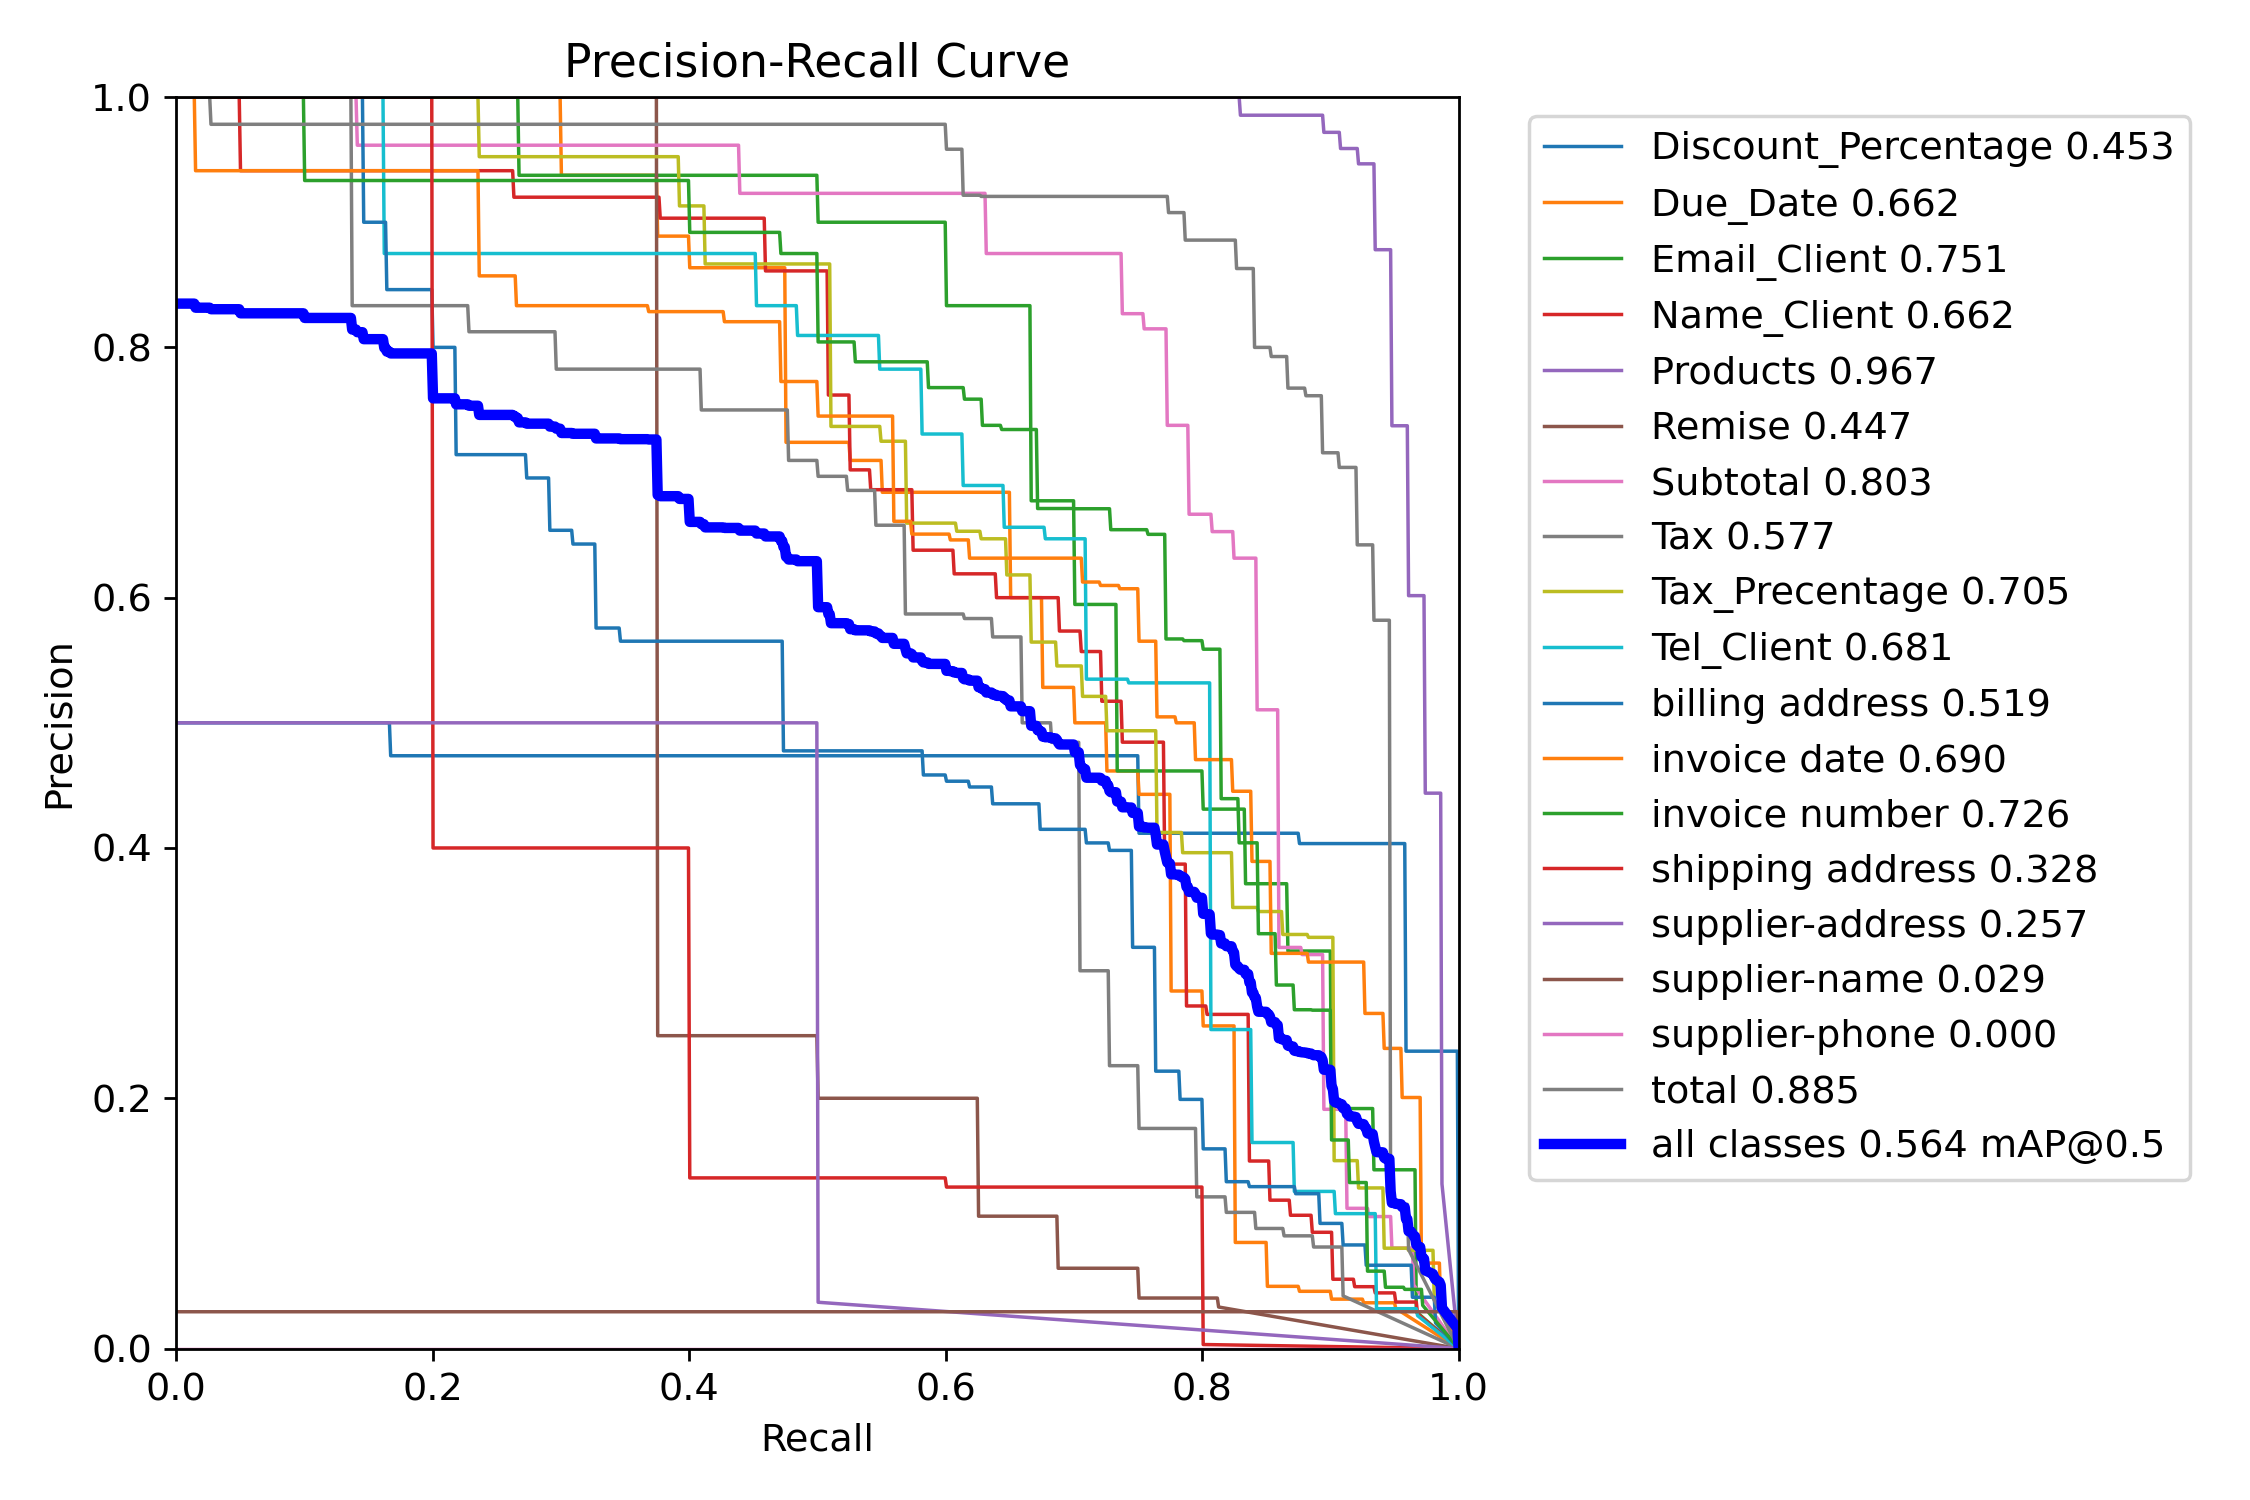 Precision-Recall Curve
1.0
0.8
0.6
0.4
0.2
0.0
Precision
0.0 0.2 0.4 0.6 0.8 1.0
Recall
Discount_Percentage 0.453
Due_Date 0.662
Email_Client 0.751
Name_Client 0.662
Products 0.967
Remise 0.447
Subtotal 0.803
Tax 0.577
Tax_Precentage 0.705
Tel_Client 0.681
billing address 0.519
invoice date 0.690
invoice number 0.726
shipping address 0.328
supplier-address 0.257
supplier-name 0.029
supplier-phone 0.000
total 0.885
all classes 0.564 mAP@0.5